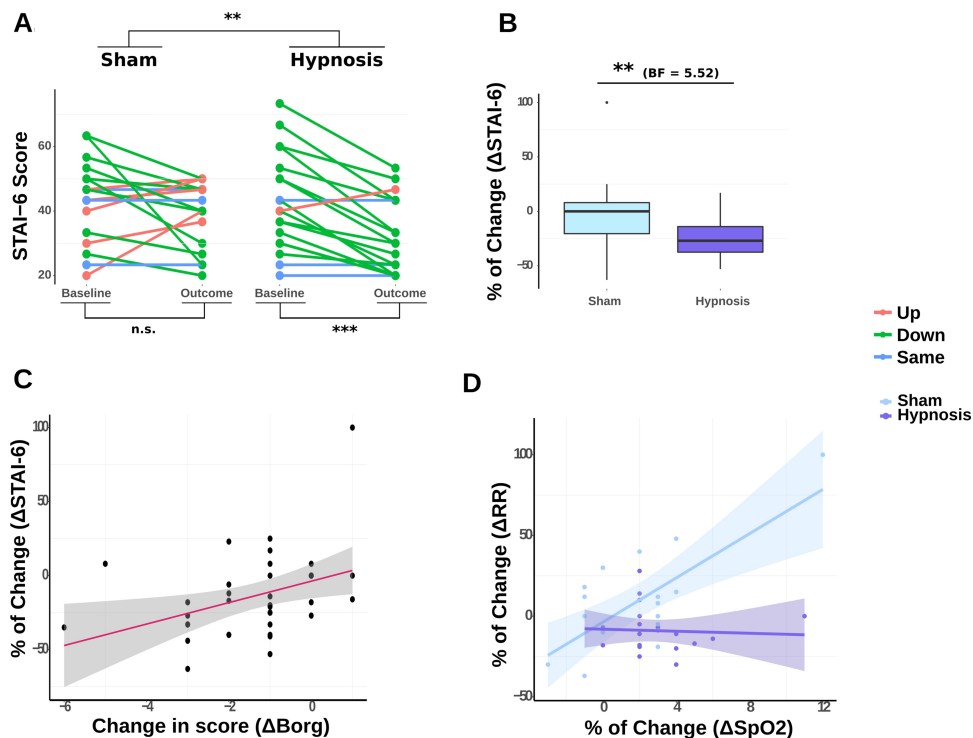 A
**
Sham
Hypnosis
STAI–6 Score
60
40
20
Baseline
Outcome
Baseline
Outcome
n.s.
***
B
** (BF = 5.52)
% of Change (ΔSTAI-6)
100
50
0
−50
Sham
Hypnosis
Up
Down
Same
Sham
Hypnosis
C
% of Change (ΔSTAI-6)
100
50
0
−50
−6
−4
−2
0
Change in score (ΔBorg)
D
% of Change (ΔRR)
100
50
0
−50
0
4
8
12
% of Change (ΔSpO2)